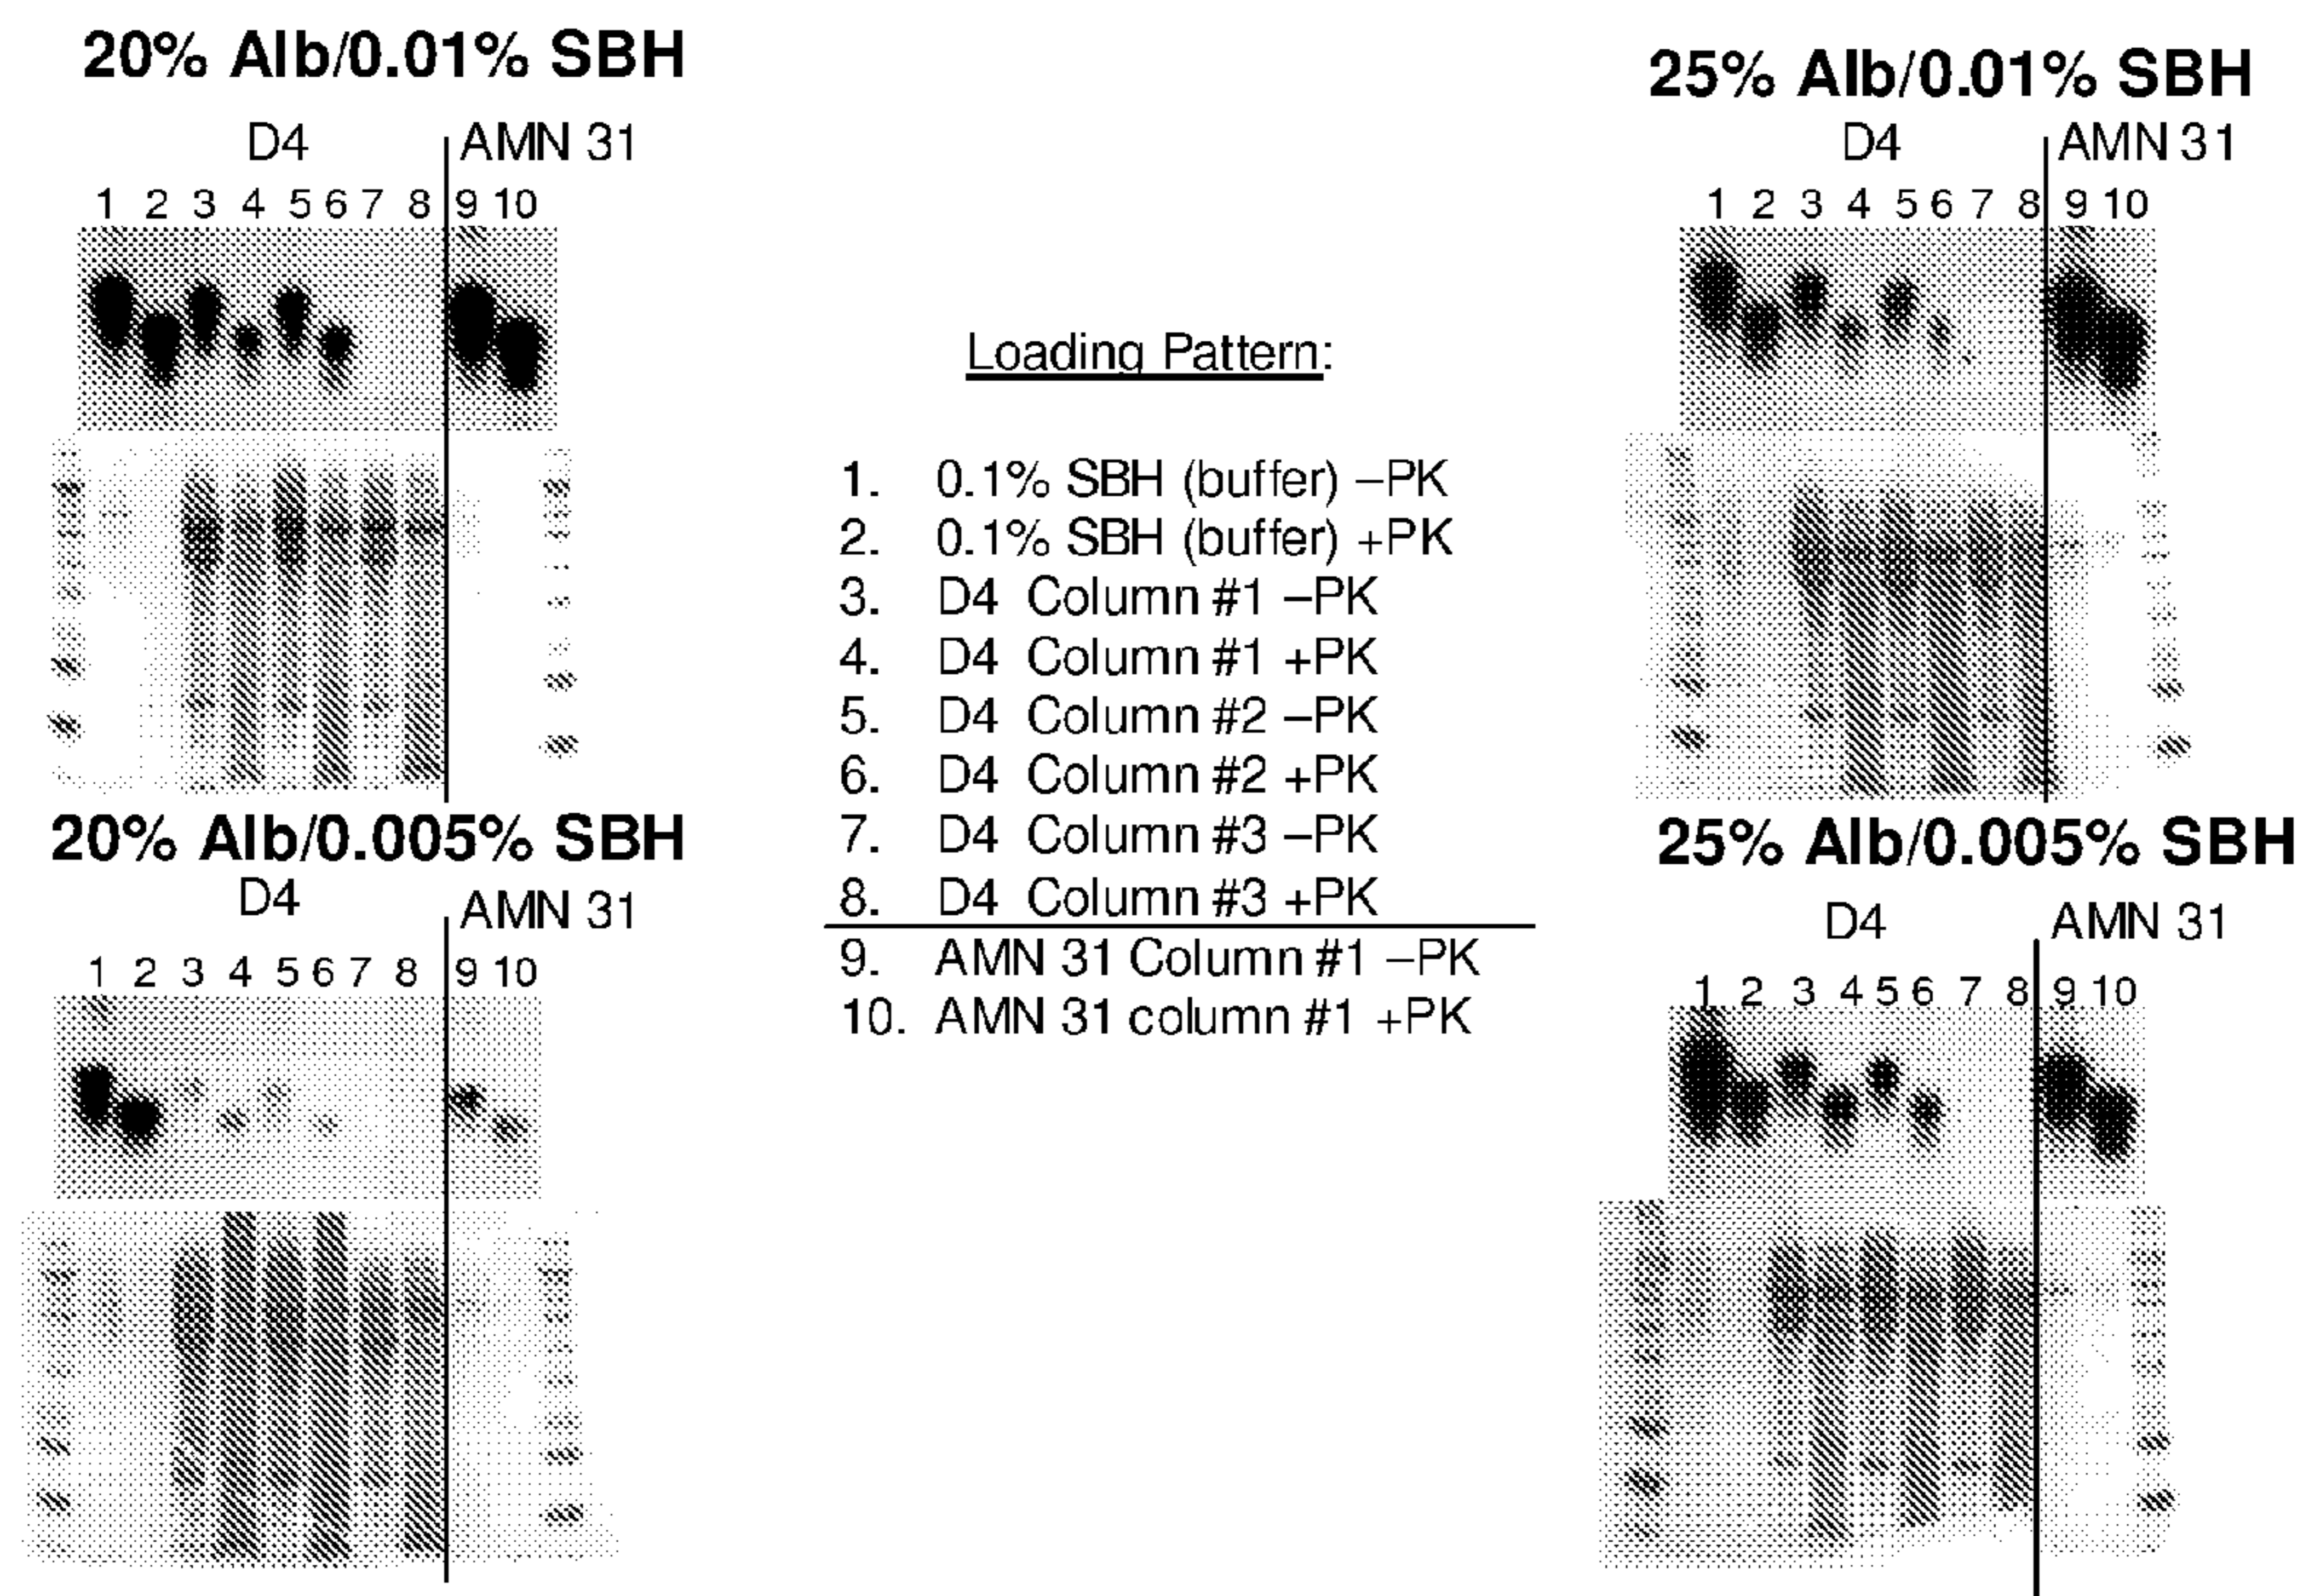 20% Alb/0.01% SBH
D4 AMN 31
1 2 3 4 5 6 7 8 9 10
25% Alb/0.01% SBH
D4 AMN 31
1 2 3 4 5 6 7 8 9 10
Loading Pattern:
1. 0.1% SBH (buffer) –PK
2. 0.1% SBH (buffer) +PK
3. D4 Column #1 –PK
4. D4 Column #1 +PK
5. D4 Column #2 –PK
6. D4 Column #2 +PK
7. D4 Column #3 –PK
8. D4 Column #3 +PK
9. AMN 31 Column #1 –PK
10. AMN 31 column #1 +PK
20% Alb/0.005% SBH
D4 AMN 31
1 2 3 4 5 6 7 8 9 10
25% Alb/0.005% SBH
D4 AMN 31
1 2 3 4 5 6 7 8 9 10